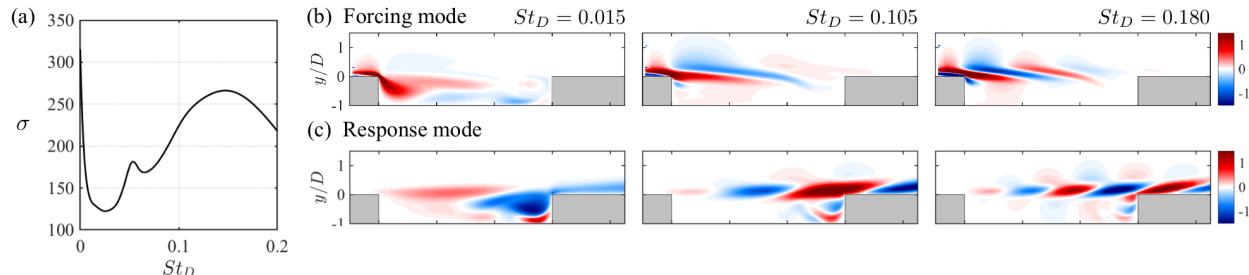 (a)
350
300
250
200
150
100
σ
0
0.1
0.2
St_D
(b) Forcing mode
St_D = 0.015
St_D = 0.105
St_D = 0.180
y/D
1
0
-1
1
0
-1
(c) Response mode
y/D
1
0
-1
1
0
-1